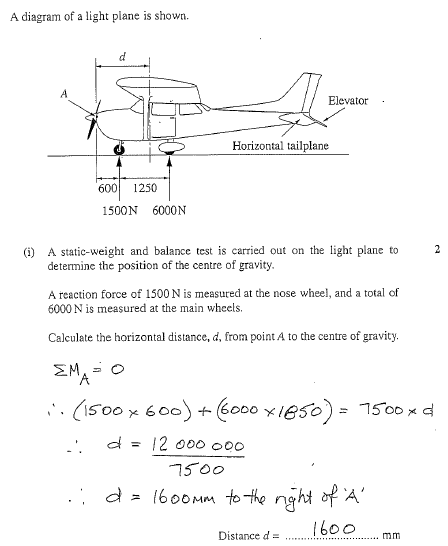 A diagram of a light plane is shown.
d
A
Elevator
Horizontal tailplane
600 1250
1500N 6000N
(i) A static-weight and balance test is carried out on the light plane to 2
determine the position of the centre of gravity.
A reaction force of 1500 N is measured at the nose wheel, and a total of
6000 N is measured at the main wheels.
Calculate the horizontal distance, d, from point A to the centre of gravity.
ΣM_A = 0
∴ (1500 × 600) + (6000 × 1850) = 7500 × d
∴ d = 12 000 000
7500
∴ d = 1600mm to the right of 'A'
Distance d = ....1600.... mm